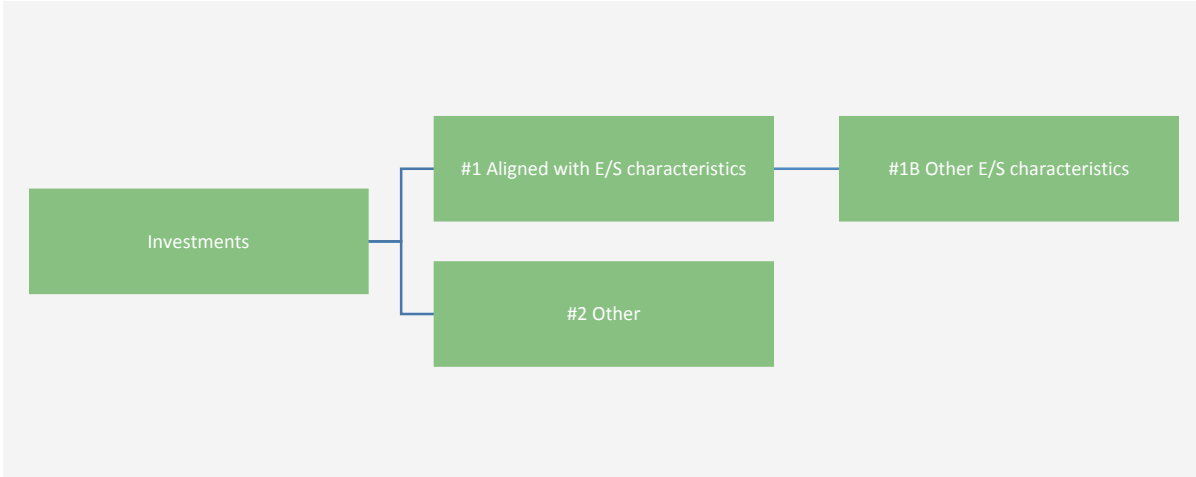 Investments
#1 Aligned with E/S characteristics
#1B Other E/S characteristics
#2 Other